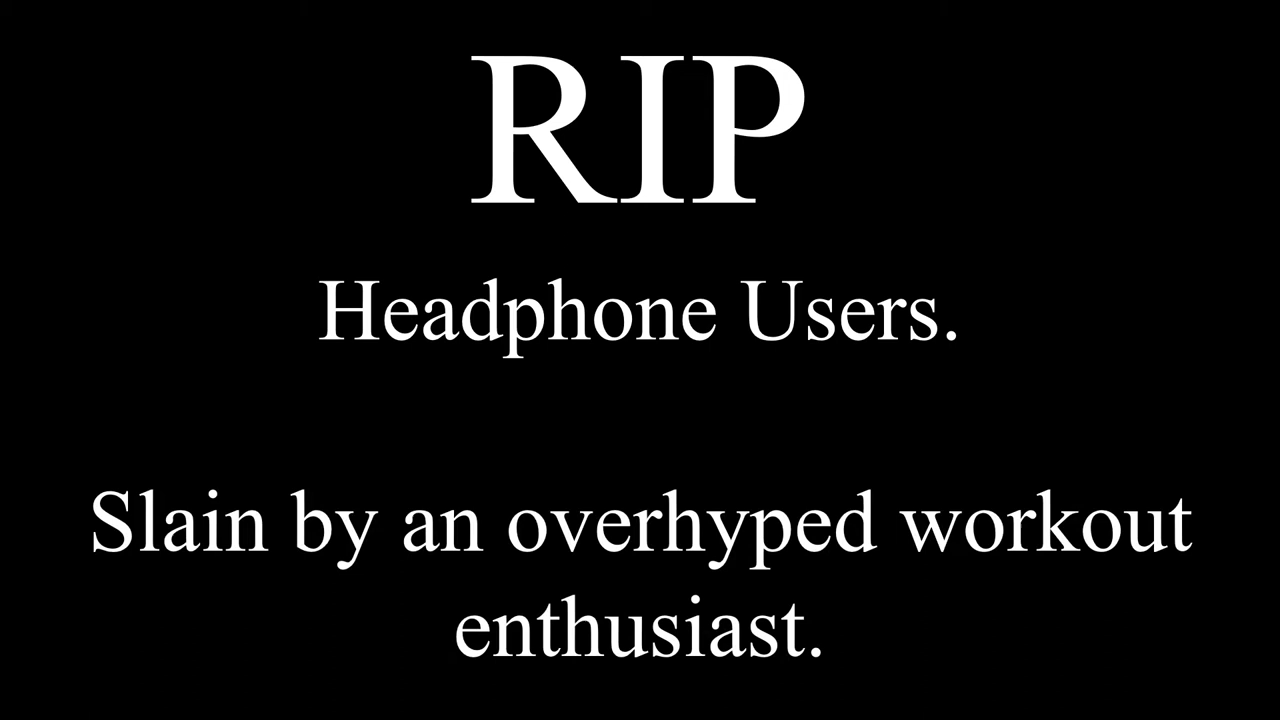 RIP
Headphone Users.
Slain by an overhyped workout
enthusiast.